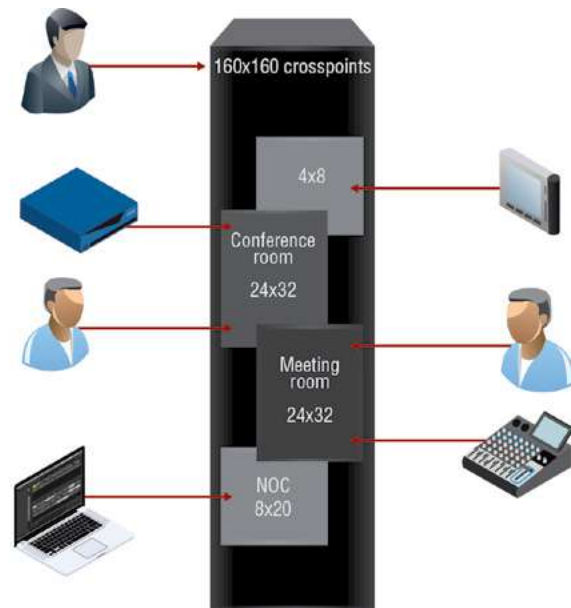 160x160 crosspoints
4x8
Conference
room
24x32
Meeting
room
24x32
NOC
8x20